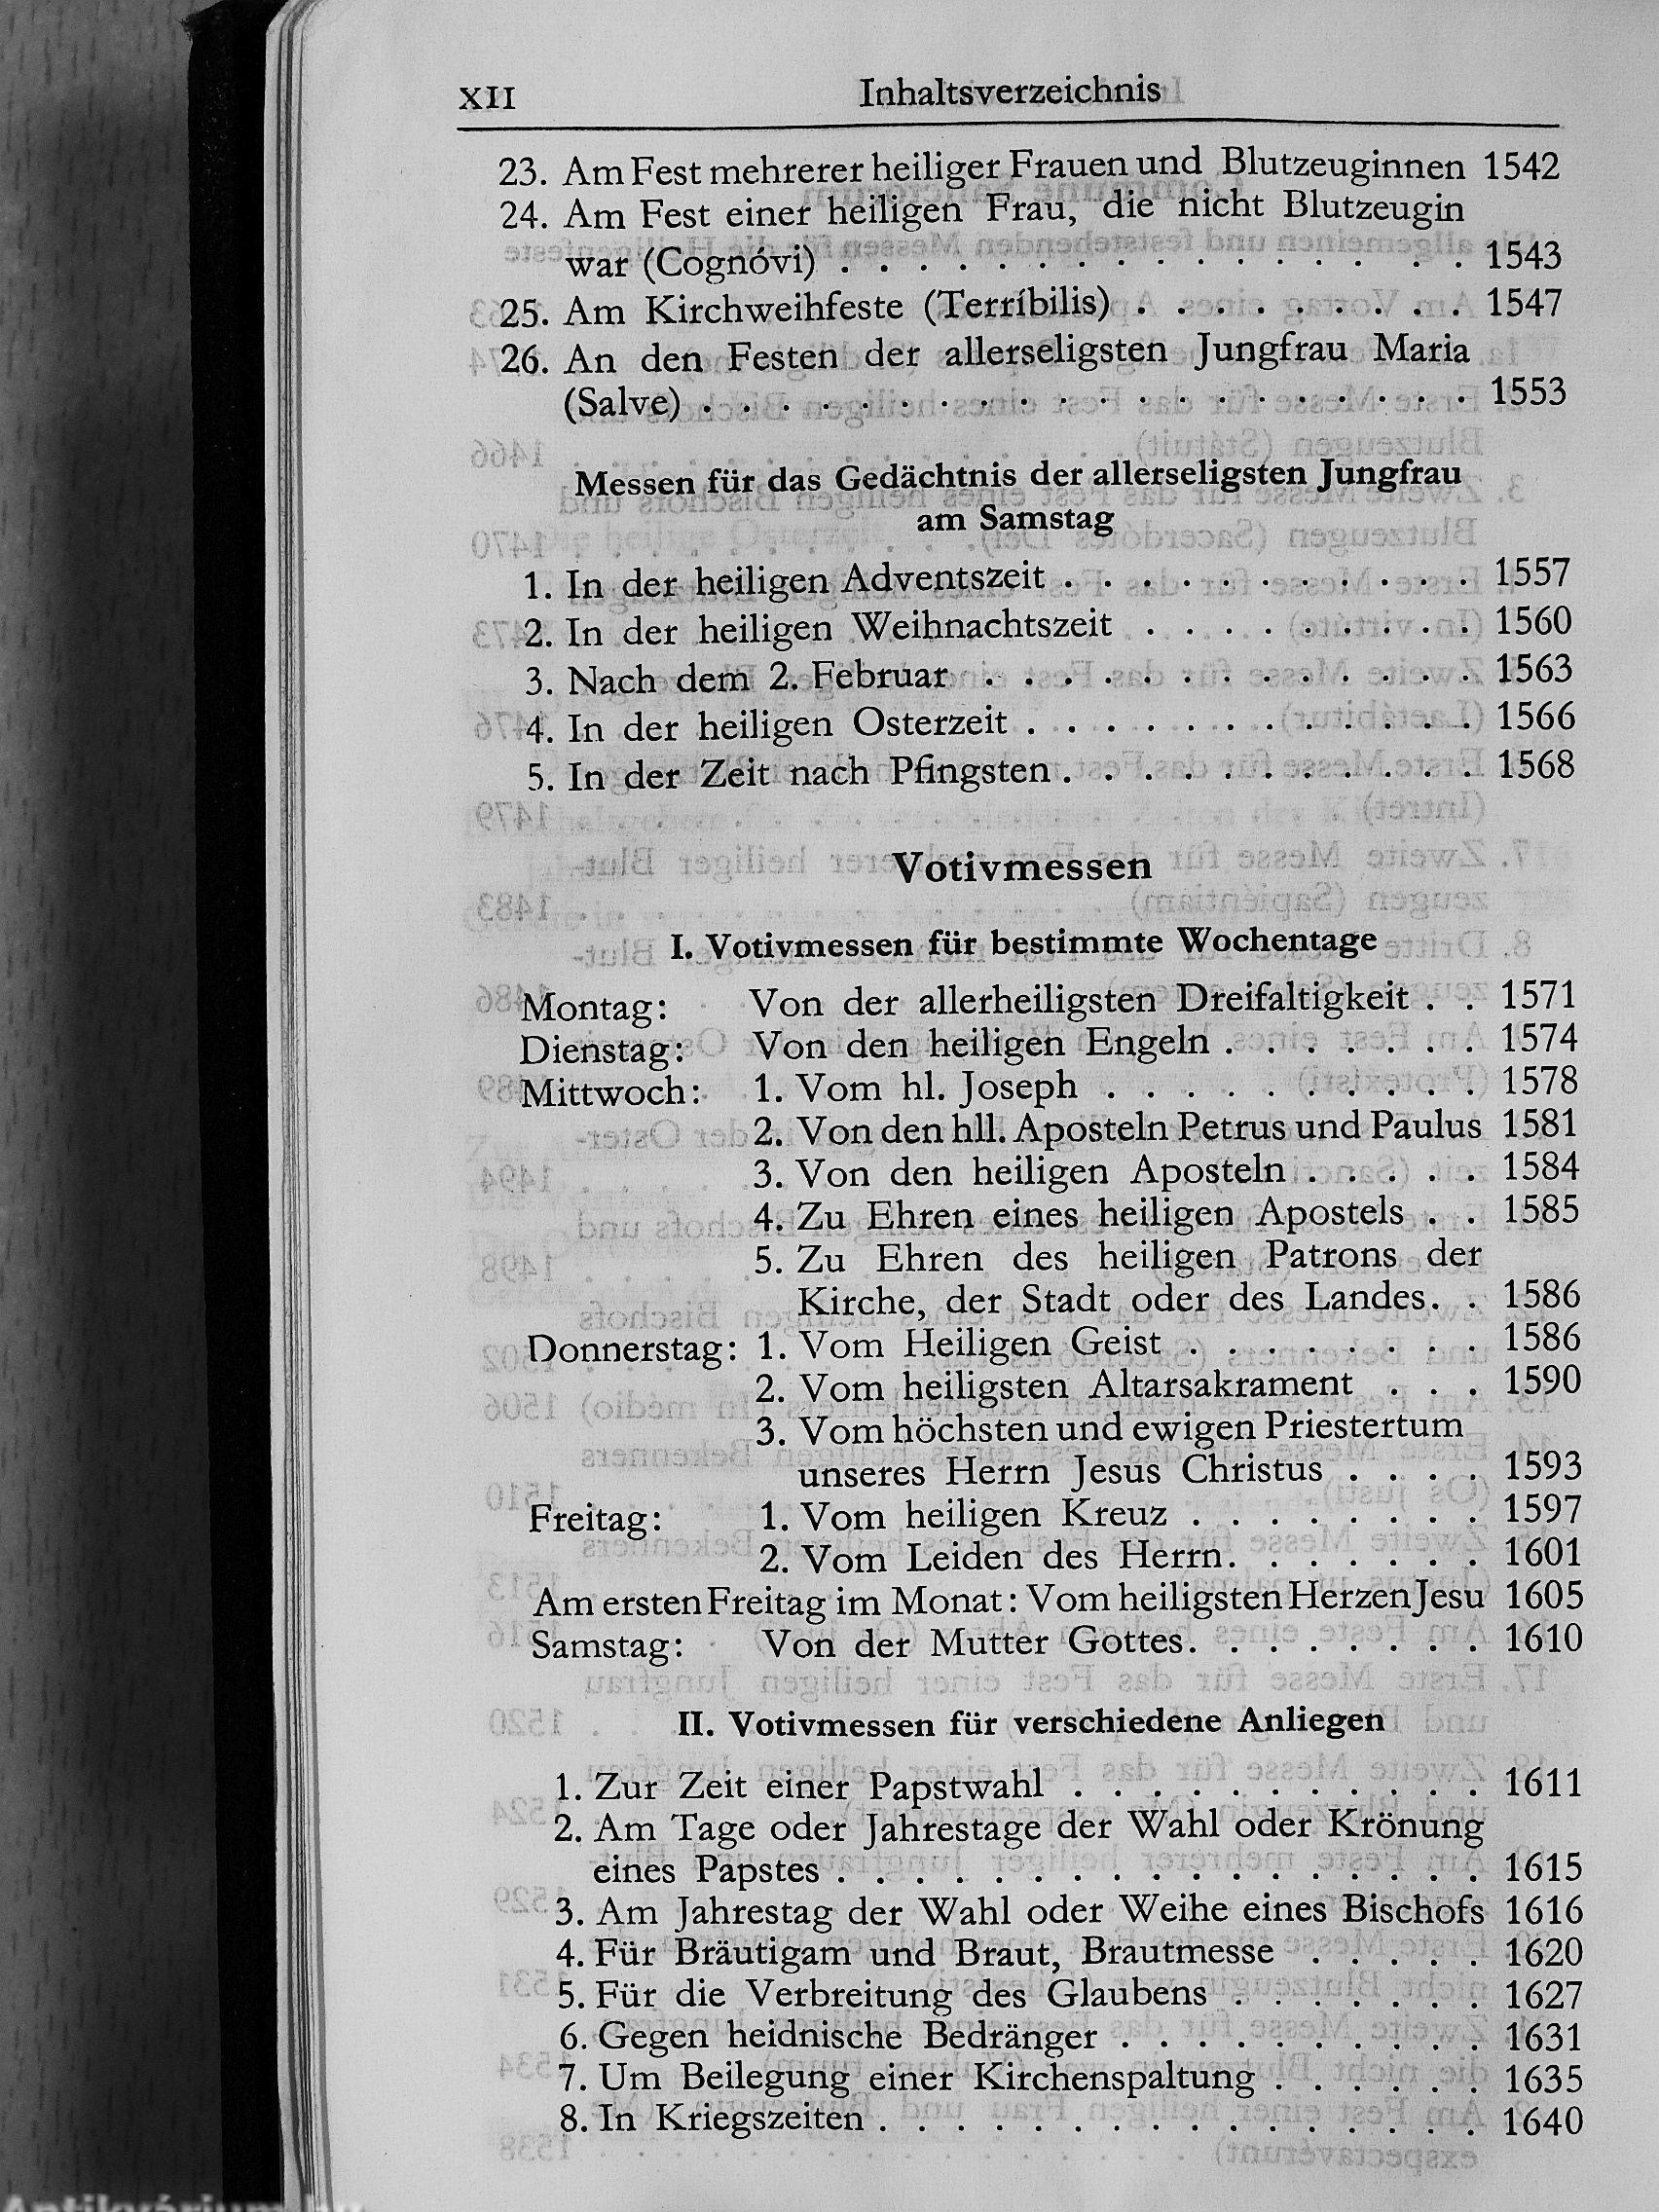 XII Inhaltsverzeichnis
23. Am Fest mehrerer heiliger Frauen und Blutzeuginnen 1542
24. Am Fest einer heiligen Frau, die nicht Blutzeugin
war (Cognóvi) . . . . . . . . . . . . . . . . 1543
25. Am Kirchweihfeste (Terríbilis) . . . . . . . . . 1547
26. An den Festen der allerseligsten Jungfrau Maria
(Salve) . . . . . . . . . . . . . . . . . . . . 1553
Messen für das Gedächtnis der allerseligsten Jungfrau
am Samstag
1. In der heiligen Adventszeit . . . . . . . . . . . 1557
2. In der heiligen Weihnachtszeit . . . . . . . . . 1560
3. Nach dem 2. Februar . . . . . . . . . . . . . 1563
4. In der heiligen Osterzeit . . . . . . . . . . . . 1566
5. In der Zeit nach Pfingsten . . . . . . . . . . . 1568
Votivmessen
I. Votivmessen für bestimmte Wochentage
Montag: Von der allerheiligsten Dreifaltigkeit . . 1571
Dienstag: Von den heiligen Engeln . . . . . . . 1574
Mittwoch: 1. Vom hl. Joseph . . . . . . . . . . 1578
2. Von den hll. Aposteln Petrus und Paulus 1581
3. Von den heiligen Aposteln . . . . . 1584
4. Zu Ehren eines heiligen Apostels . . 1585
5. Zu Ehren des heiligen Patrons der
Kirche, der Stadt oder des Landes. . 1586
Donnerstag: 1. Vom Heiligen Geist . . . . . . . . 1586
2. Vom heiligsten Altarsakrament . . . 1590
3. Vom höchsten und ewigen Priestertum
unseres Herrn Jesus Christus . . . . 1593
Freitag: 1. Vom heiligen Kreuz . . . . . . . . 1597
2. Vom Leiden des Herrn. . . . . . . 1601
Am ersten Freitag im Monat: Vom heiligsten Herzen Jesu 1605
Samstag: Von der Mutter Gottes. . . . . . . . 1610
II. Votivmessen für verschiedene Anliegen
1. Zur Zeit einer Papstwahl . . . . . . . . . . . 1611
2. Am Tage oder Jahrestage der Wahl oder Krönung
eines Papstes . . . . . . . . . . . . . . . . . 1615
3. Am Jahrestag der Wahl oder Weihe eines Bischofs 1616
4. Für Bräutigam und Braut, Brautmesse . . . . . 1620
5. Für die Verbreitung des Glaubens . . . . . . . 1627
6. Gegen heidnische Bedränger . . . . . . . . . . 1631
7. Um Beilegung einer Kirchenspaltung . . . . . . 1635
8. In Kriegszeiten . . . . . . . . . . . . . . . . 1640